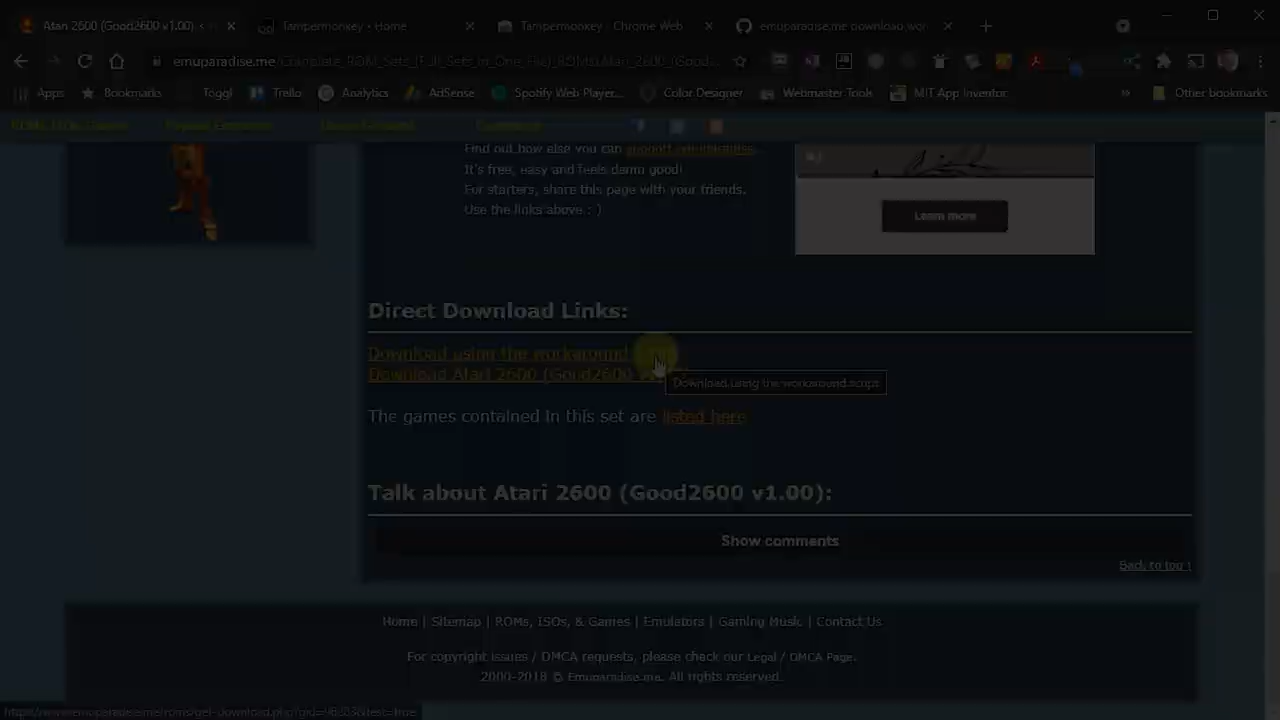 Atari 2600 (Good2600 v1.00) <
Tampermonkey • Home
Tampermonkey - Chrome Web
emuparadise.me download wor
emuparadise.me/Complete_ROM_Sets_(Full_Sets_In_One_File)_ROMs/Atari_2600_(Good...
Apps
Bookmarks
Toggl
Trello
Analytics
AdSense
Spotify Web Player...
Color Designer
Webmaster Tools
MIT App Inventor
»
Other bookmarks
Find out how else you can support
It's free, easy and feels damn good!
For starters, share this page with your friends.
Use the links above : )
Learn more
Direct Download Links:
Download using the workaround
Download Atari 2600 (Good2600
Download using the workaround script
The games contained in this set are listed here
Talk about Atari 2600 (Good2600 v1.00):
Show comments
Back to top ↑
Home | Sitemap | ROMs, ISOs, & Games | Emulators | Gaming Music | Contact Us
For copyright issues / DMCA requests, please check our Legal / DMCA Page.
2000-2018 © Emuparadise.me. All rights reserved.